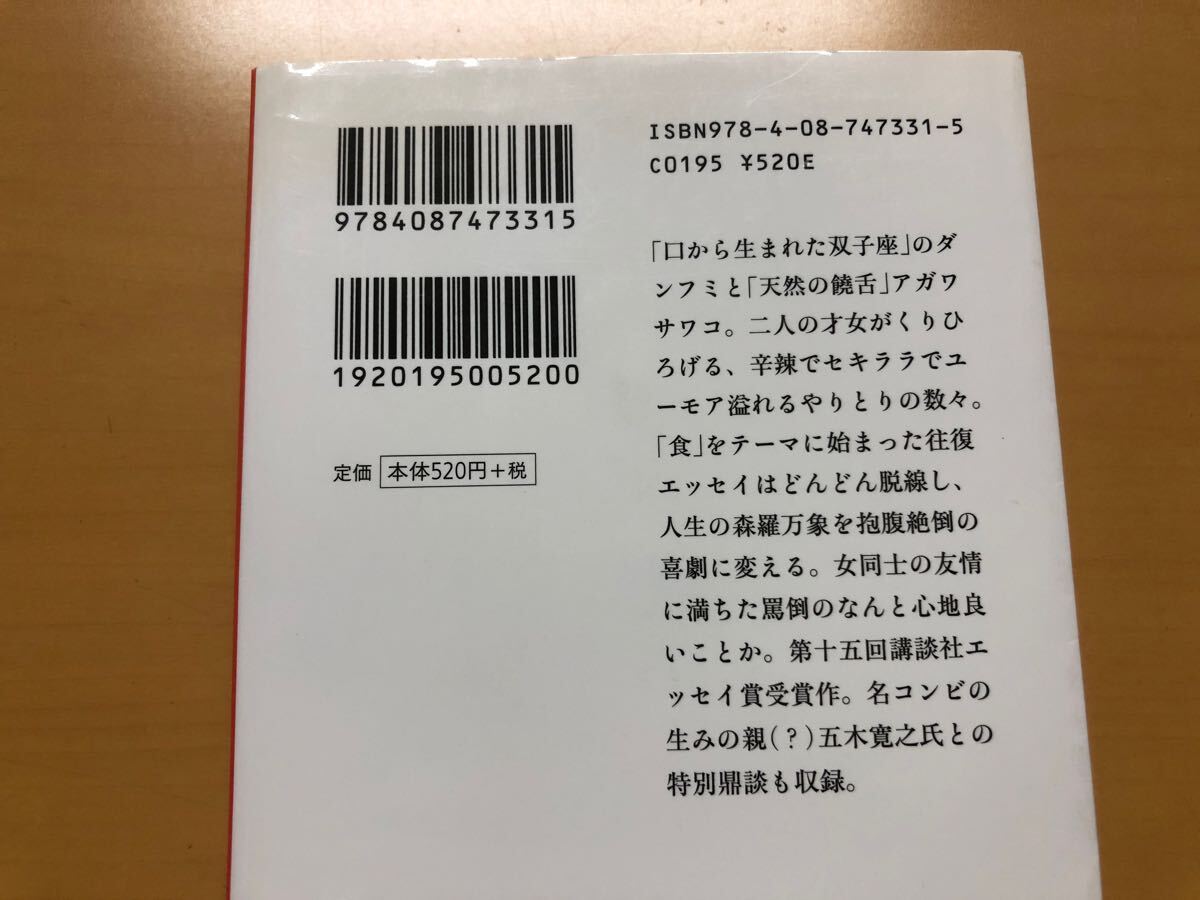 9784087473315
1920195005200
定価 本体520円+税
ISBN978-4-08-747331-5
C0195 ¥520E
「口から生まれた双子座」のダ
ンフミと「天然の饒舌」アガワ
サワコ。二人の才女がくりひ
ろげる、辛辣でセキララでユ
ーモア溢れるやりとりの数々。
「食」をテーマに始まった往復
エッセイはどんどん脱線し、
人生の森羅万象を抱腹絶倒の
喜劇に変える。女同士の友情
に満ちた罵倒のなんと心地良
いことか。第十五回講談社エ
ッセイ賞受賞作。名コンビの
生みの親(?)五木寛之氏との
特別鼎談も収録。